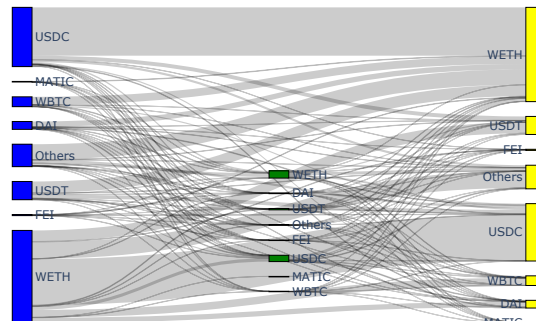 USDC
MATIC
WBTC
DAI
Others
USDT
FEI
WETH
WETH
DAI
USDT
Others
FEI
USDC
MATIC
WBTC
WETH
USDT
FEI
Others
USDC
WBTC
DAI
MATIC